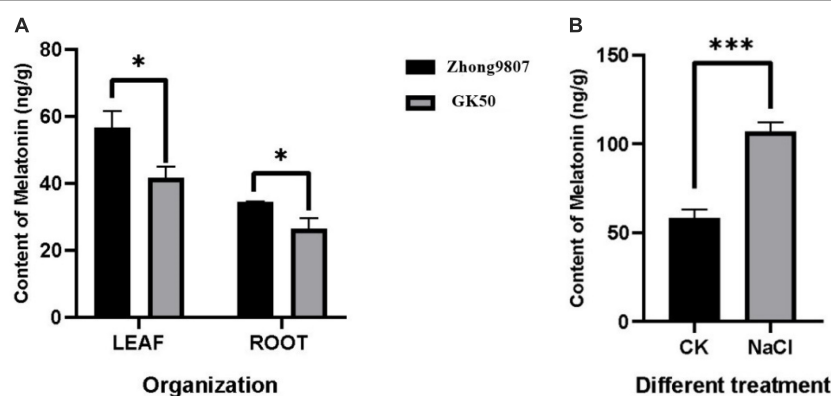 A
Content of Melatonin (ng/g)
80
60
40
20
0
*
*
LEAF
ROOT
Organization
Zhong9807
GK50
B
Content of Melatonin (ng/g)
150
100
50
0
***
CK
NaCl
Different treatment